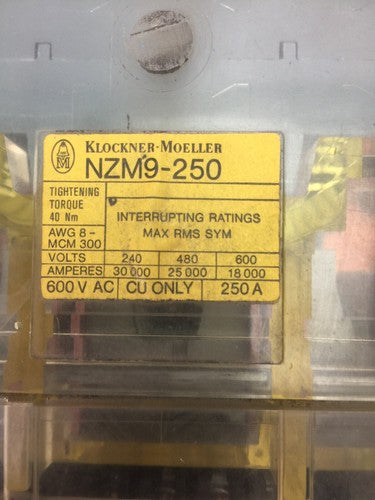 KLOCKNER-MOELLER
NZM9-250
TIGHTENING
TORQUE
40 Nm
AWG 8 -
MCM 300
INTERRUPTING RATINGS
MAX RMS SYM
VOLTS 240 480 600
AMPERES 30 000 25 000 18 000
600 V AC CU ONLY 250 A